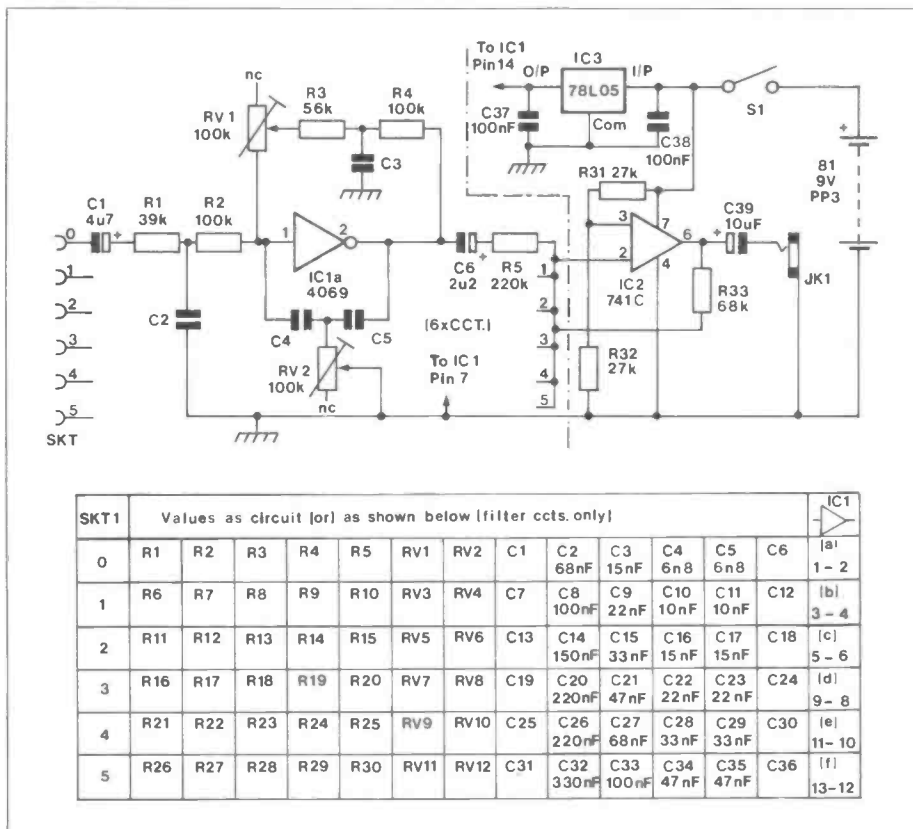 To IC1
Pin14
O/P
IC3
I/P
78L05
Com
C37
100nF
C38
100nF
S1
+
81
9V
PP3
nc
RV 1
100k
R3
56k
R4
100k
C3
C1
4u7
+
R1
39k
R2
100k
1
2
IC1a
4069
C6
2u2
+
R5
220k
R31 27k
3
2
7
6
4
IC2
741C
+
C39
10uF
JK1
R33
68k
R32
27k
0
1
2
3
4
5
SKT
C2
C4
C5
RV 2
100k
nc
(6xCCT.)
To IC 1
Pin 7
1
2
3
4
5
SKT1 Values as circuit [or] as shown below [filter ccts. only] IC1
0 R1 R2 R3 R4 R5 RV1 RV2 C1 C2 C3 C4 C5 C6 [a]
68nF 15nF 6n8 6n8 1-2
1 R6 R7 R8 R9 R10 RV3 RV4 C7 C8 C9 C10 C11 C12 [b]
100nF 22nF 10nF 10nF 3-4
2 R11 R12 R13 R14 R15 RV5 RV6 C13 C14 C15 C16 C17 C18 [c]
150nF 33nF 15nF 15nF 5-6
3 R16 R17 R18 R19 R20 RV7 RV8 C19 C20 C21 C22 C23 C24 [d]
220nF 47nF 22nF 22nF 9-8
4 R21 R22 R23 R24 R25 RV9 RV10 C25 C26 C27 C28 C29 C30 [e]
220nF 68nF 33nF 33nF 11-10
5 R26 R27 R28 R29 R30 RV11 RV12 C31 C32 C33 C34 C35 C36 [f]
330nF 100nF 47nF 47nF 13-12